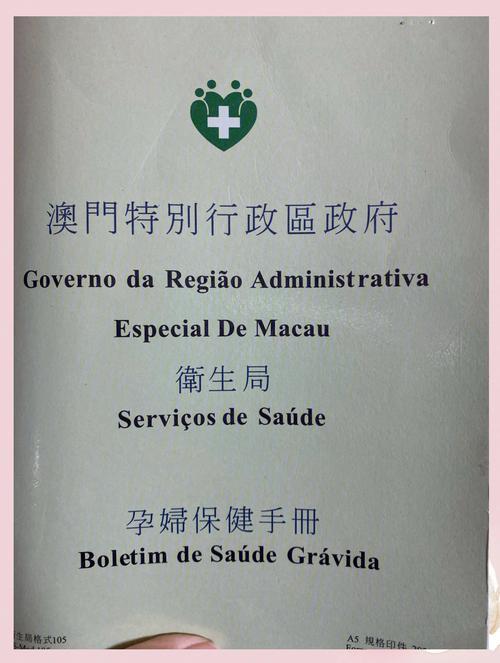 澳門特別行政區政府
Governo da Região Administrativa
Especial De Macau
衛生局
Serviços de Saúde
孕婦保健手冊
Boletim de Saúde Grávida
生局格式105
A5 規格印件